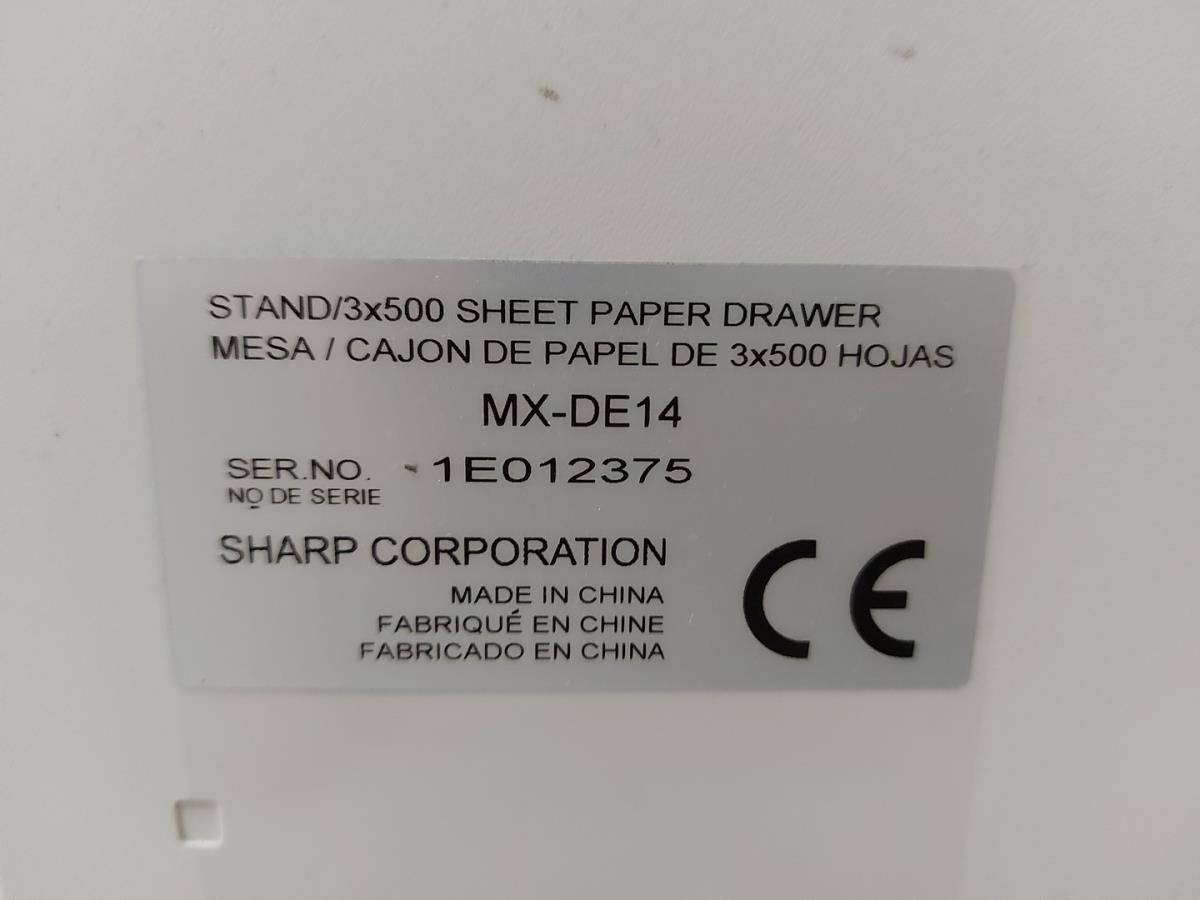 STAND/3x500 SHEET PAPER DRAWER
MESA / CAJON DE PAPEL DE 3x500 HOJAS
MX-DE14
SER.NO. 1E012375
NO DE SERIE
SHARP CORPORATION
MADE IN CHINA
FABRIQUÉ EN CHINE
FABRICADO EN CHINA
CE